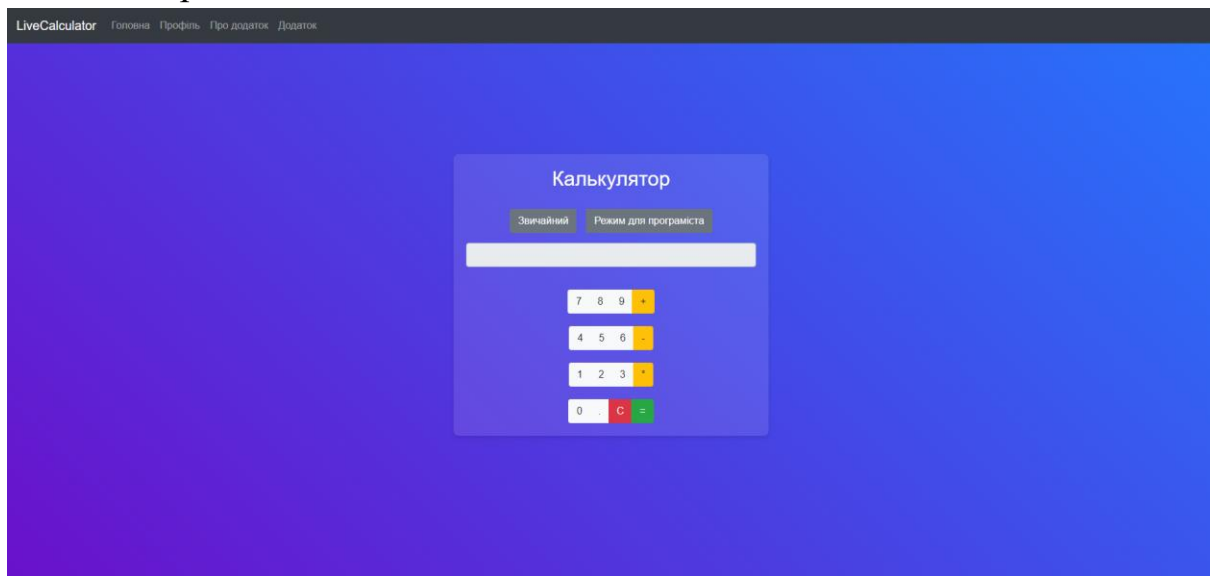 LiveCalculator Головна Профіль Про додаток Додаток
Калькулятор
Звичайний Режим для програміста
7 8 9 +
4 5 6 -
1 2 3 *
0 . C =